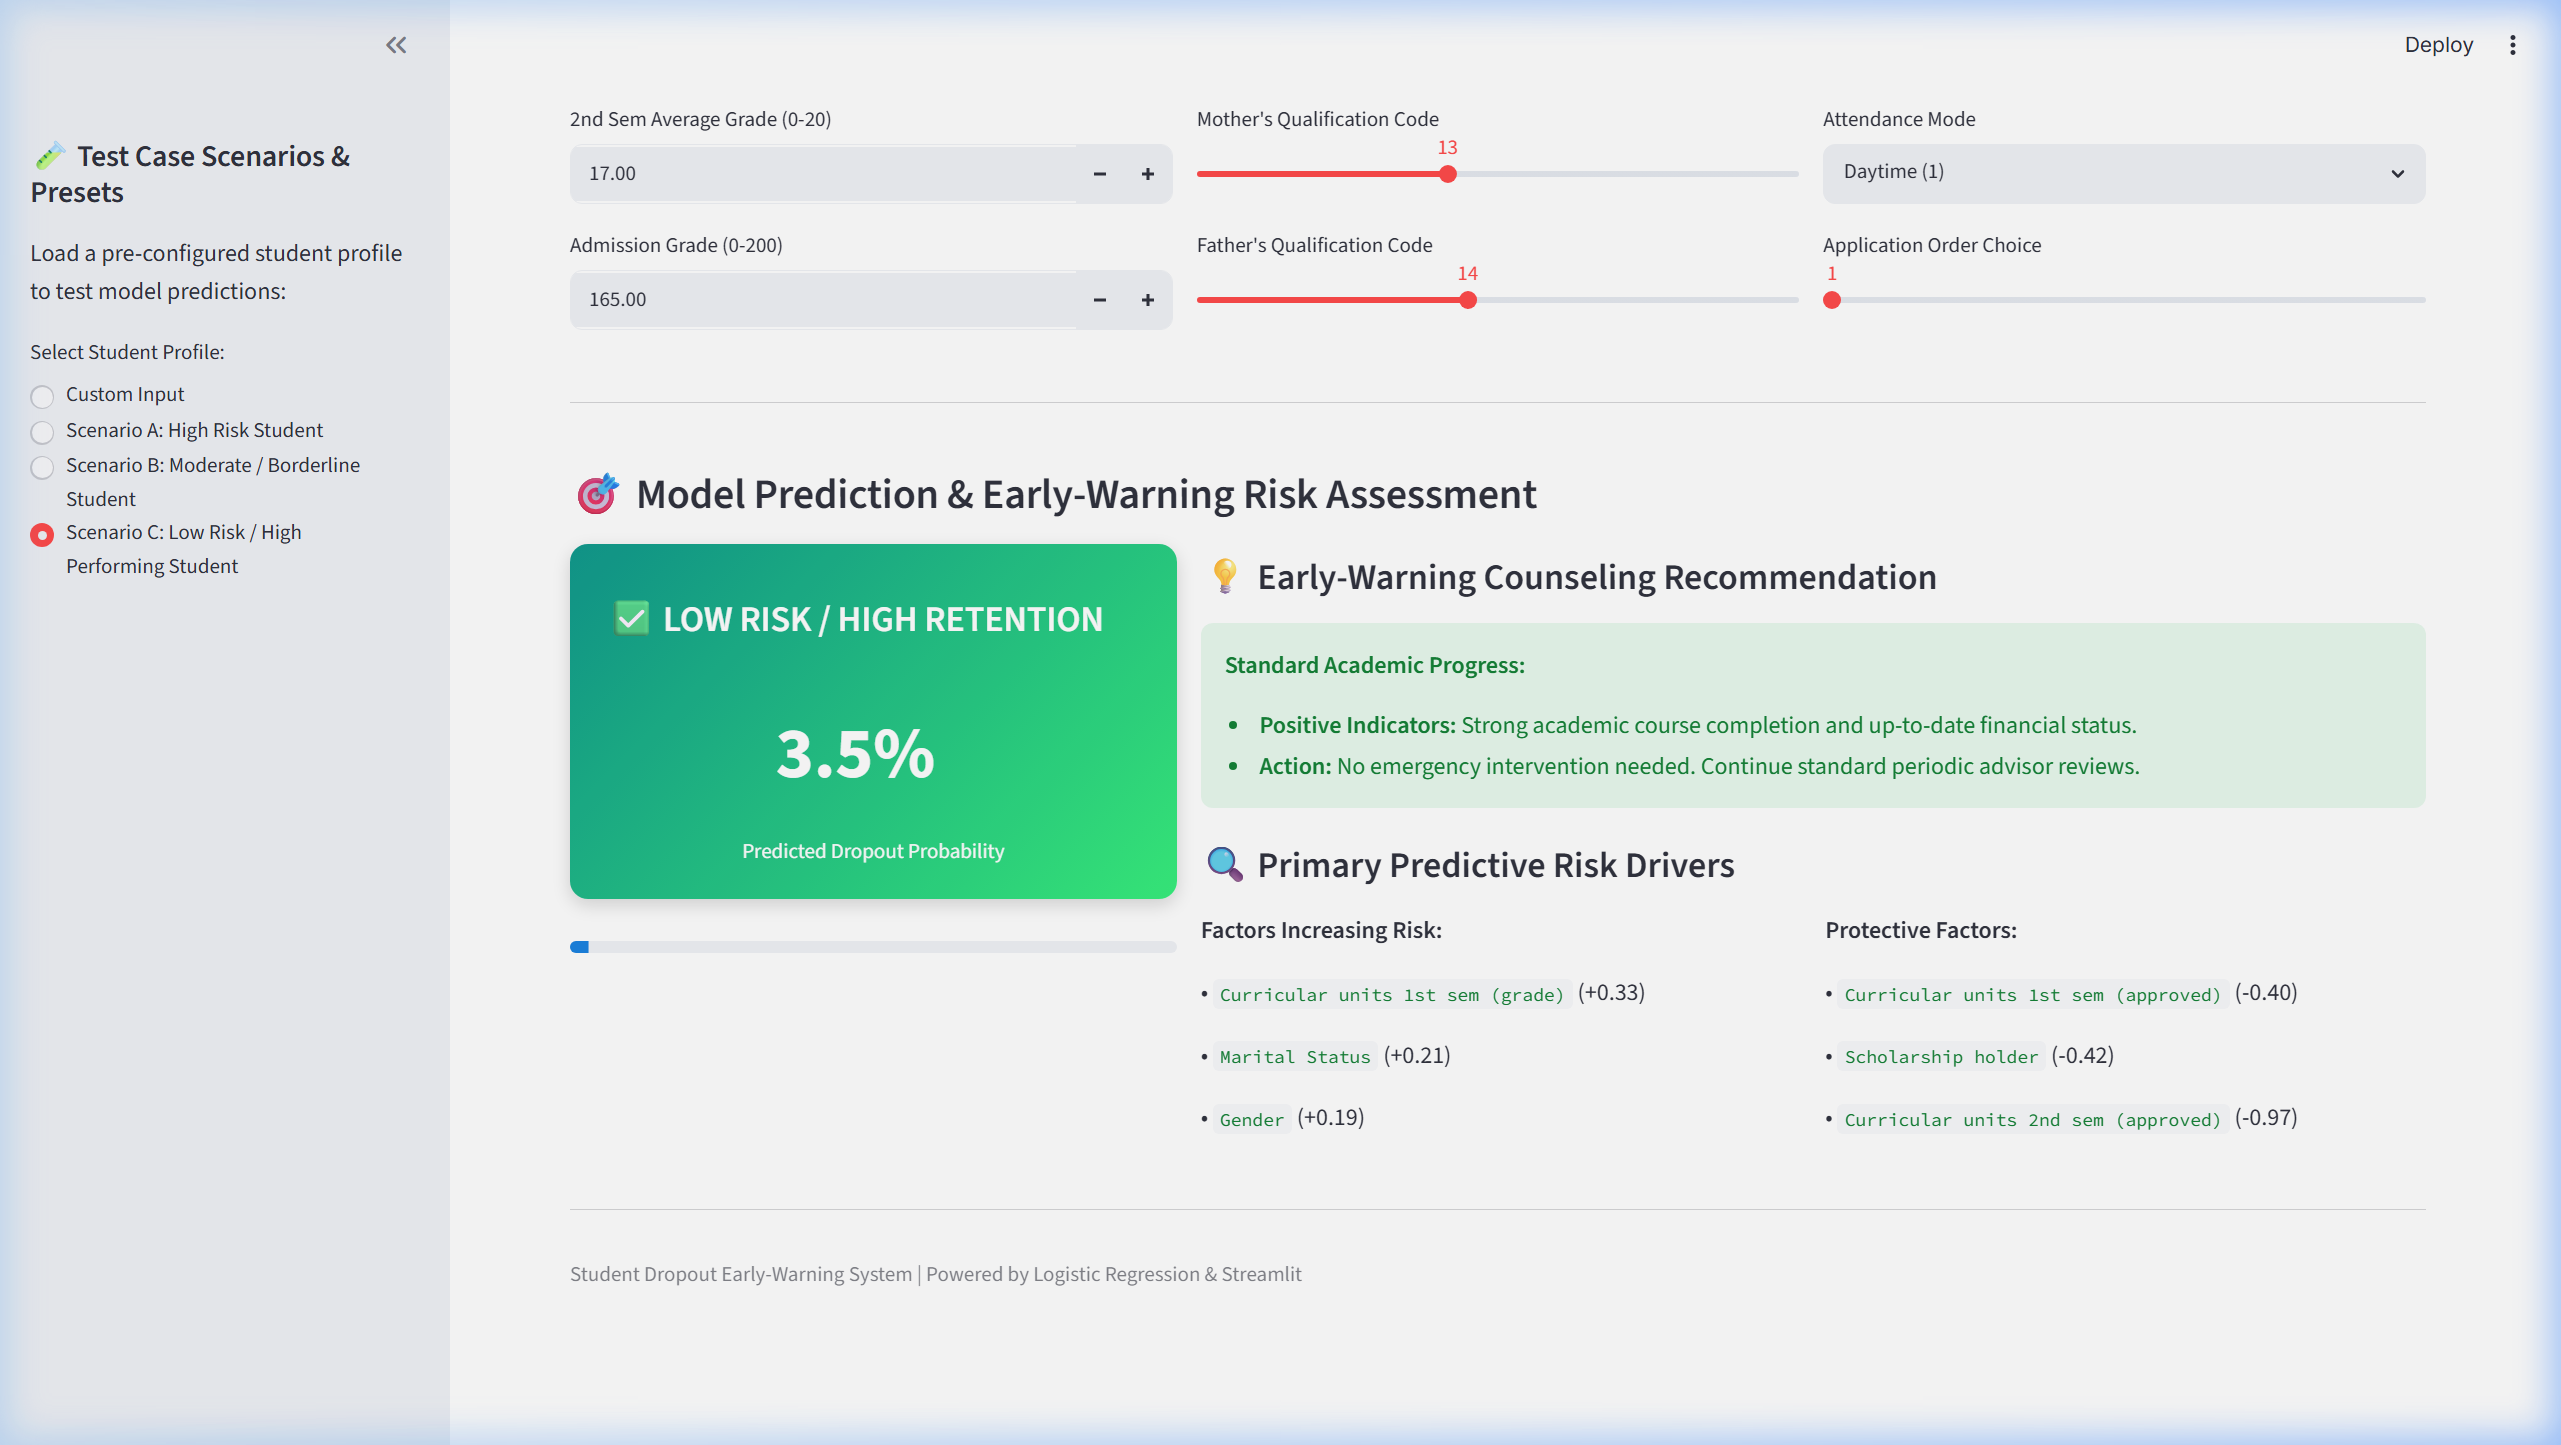 Deploy
🧪 Test Case Scenarios &
Presets
Load a pre-configured student profile
to test model predictions:
Select Student Profile:
Custom Input
Scenario A: High Risk Student
Scenario B: Moderate / Borderline
Student
Scenario C: Low Risk / High
Performing Student
2nd Sem Average Grade (0-20)
17.00
Mother's Qualification Code
13
Attendance Mode
Daytime (1)
Admission Grade (0-200)
165.00
Father's Qualification Code
14
Application Order Choice
1
🎯 Model Prediction & Early-Warning Risk Assessment
✅ LOW RISK / HIGH RETENTION
3.5%
Predicted Dropout Probability
💡 Early-Warning Counseling Recommendation
Standard Academic Progress:
• Positive Indicators: Strong academic course completion and up-to-date financial status.
• Action: No emergency intervention needed. Continue standard periodic advisor reviews.
🔍 Primary Predictive Risk Drivers
Factors Increasing Risk:
• Curricular units 1st sem (grade) (+0.33)
• Marital Status (+0.21)
• Gender (+0.19)
Protective Factors:
• Curricular units 1st sem (approved) (-0.40)
• Scholarship holder (-0.42)
• Curricular units 2nd sem (approved) (-0.97)
Student Dropout Early-Warning System | Powered by Logistic Regression & Streamlit